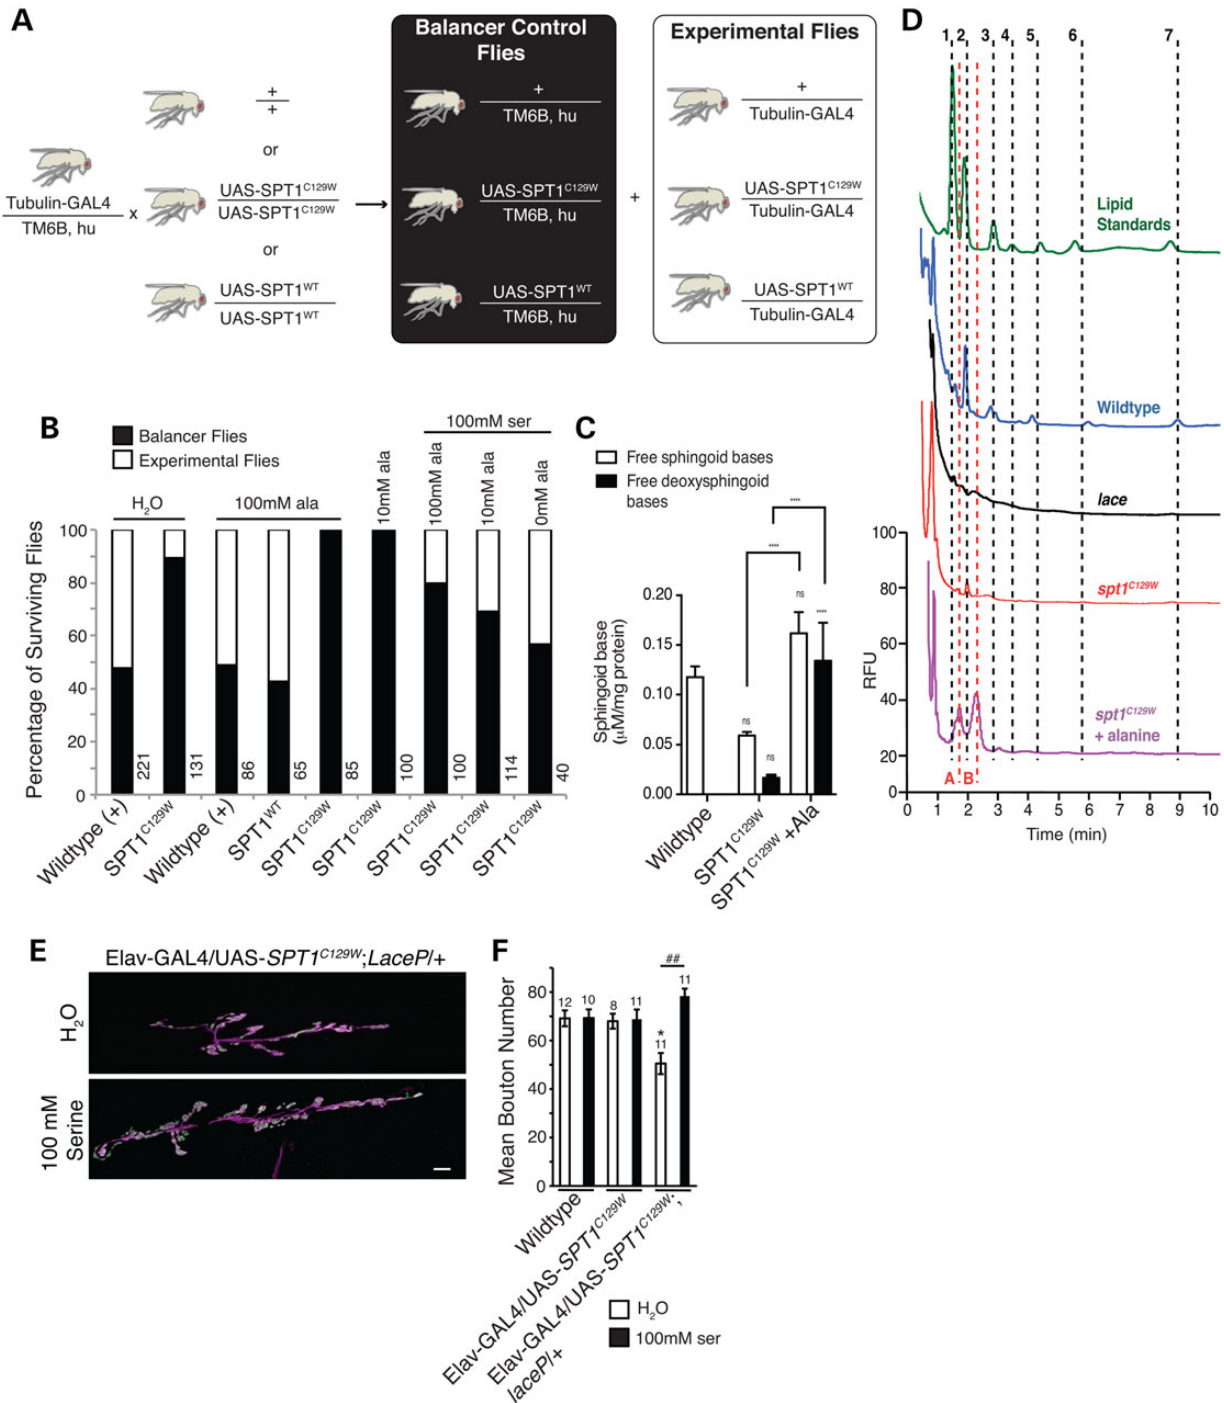 A
Balancer Control
Flies
Experimental Flies
Tubulin-GAL4
TM6B, hu
x
+
+
or
UAS-SPT1C129W
UAS-SPT1C129W
or
UAS-SPT1WT
UAS-SPT1WT
+
TM6B, hu
UAS-SPT1C129W
TM6B, hu
UAS-SPT1WT
TM6B, hu
+
+
Tubulin-GAL4
UAS-SPT1C129W
Tubulin-GAL4
UAS-SPT1WT
Tubulin-GAL4
B
Balancer Flies
Experimental Flies
100mM ser
H2O
100mM ala
10mM ala
100mM ala
10mM ala
0mM ala
Percentage of Surviving Flies
100
80
60
40
20
0
221
131
86
65
85
100
100
114
40
Wildtype (+)
SPT1C129W
Wildtype (+)
SPT1WT
SPT1C129W
SPT1C129W
SPT1C129W
SPT1C129W
SPT1C129W
C
Free sphingoid bases
Free deoxysphingoid
bases
****
****
ns
****
ns
ns
Sphingoid base
(µM/mg protein)
0.20
0.15
0.10
0.05
0.00
Wildtype
SPT1C129W
SPT1C129W +Ala
D
1 2 3 4 5 6 7
Lipid
Standards
Wildtype
lace
spt1C129W
spt1C129W
+ alanine
RFU
100
80
60
40
20
0
A B
0 1 2 3 4 5 6 7 8 9 10
Time (min)
E
Elav-GAL4/UAS-SPT1C129W;LaceP/+
H2O
100 mM
Serine
F
##
12 10 8 11 * 11 11
Mean Bouton Number
80
60
40
20
0
Wildtype
Elav-GAL4/UAS-SPT1C129W
Elav-GAL4/UAS-SPT1C129W;
laceP/+
H2O
100mM ser